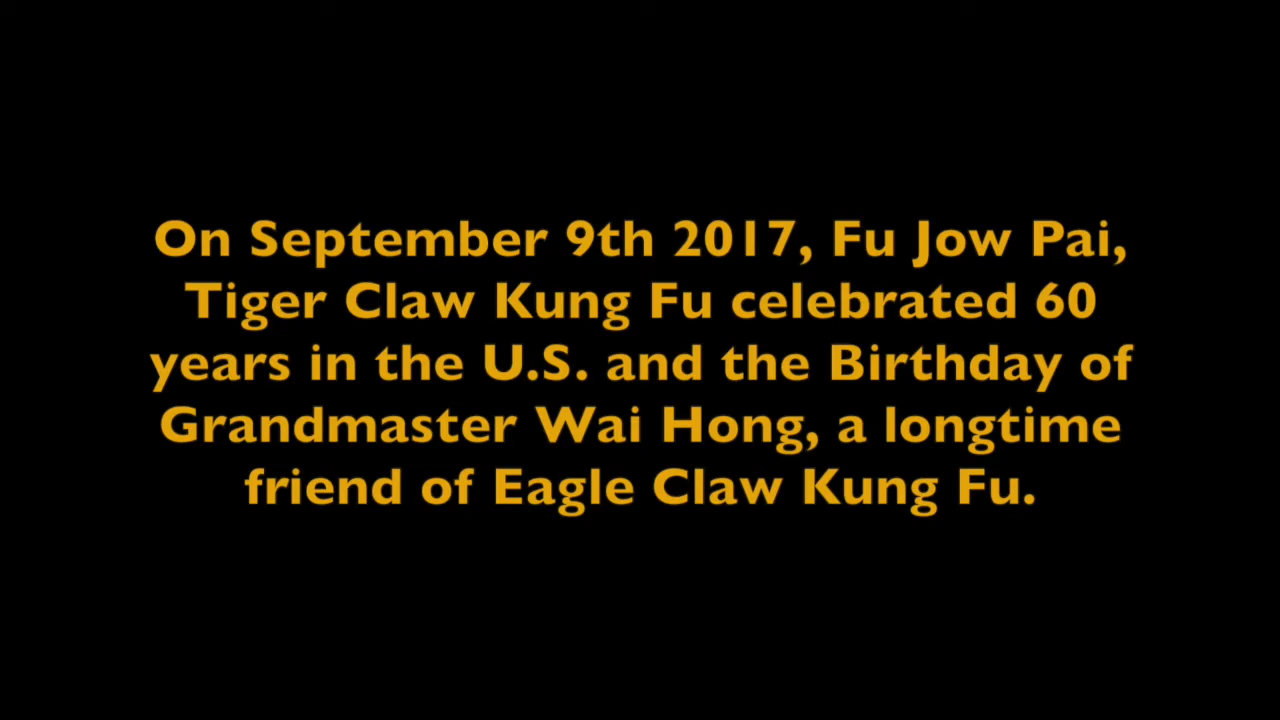 On September 9th 2017, Fu Jow Pai,
Tiger Claw Kung Fu celebrated 60
years in the U.S. and the Birthday of
Grandmaster Wai Hong, a longtime
friend of Eagle Claw Kung Fu.